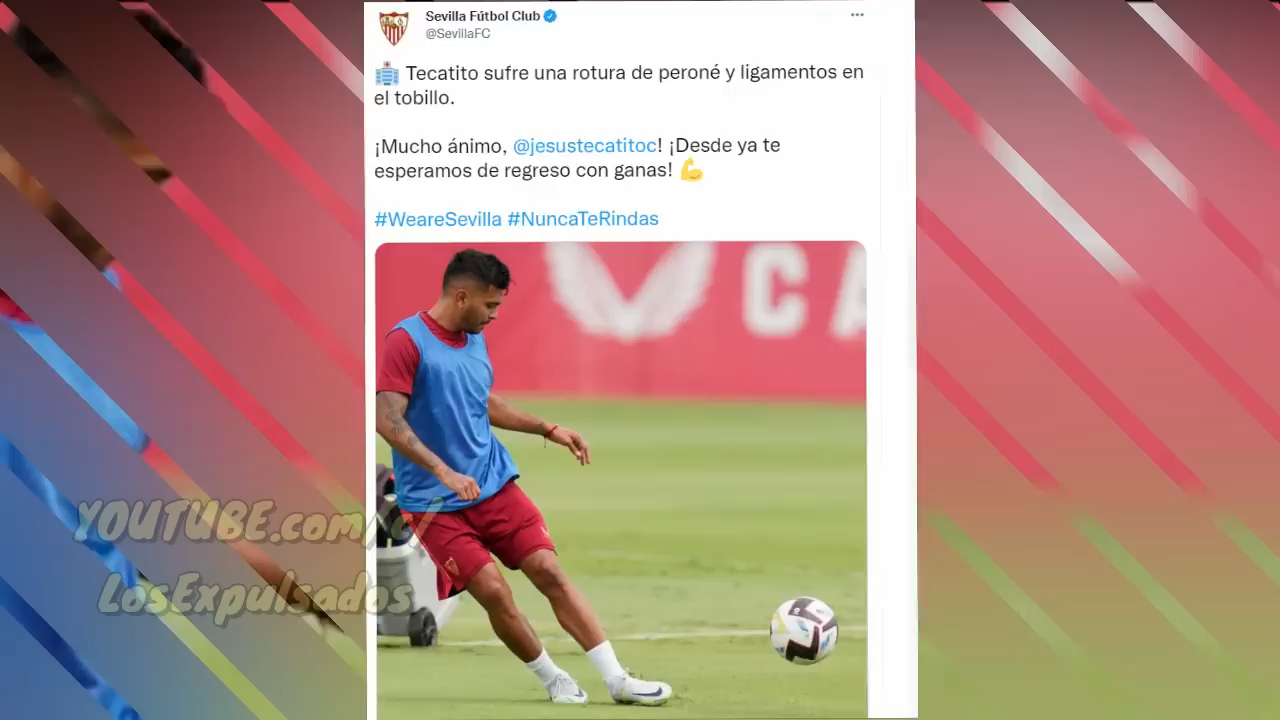 Sevilla Fútbol Club
@SevillaFC
Tecatito sufre una rotura de peroné y ligamentos en
el tobillo.
¡Mucho ánimo, @jesustecatitoc! ¡Desde ya te
esperamos de regreso con ganas!
#WeareSevilla #NuncaTeRindas
CA
YOUTUBE.com/c/
LosExpulsados